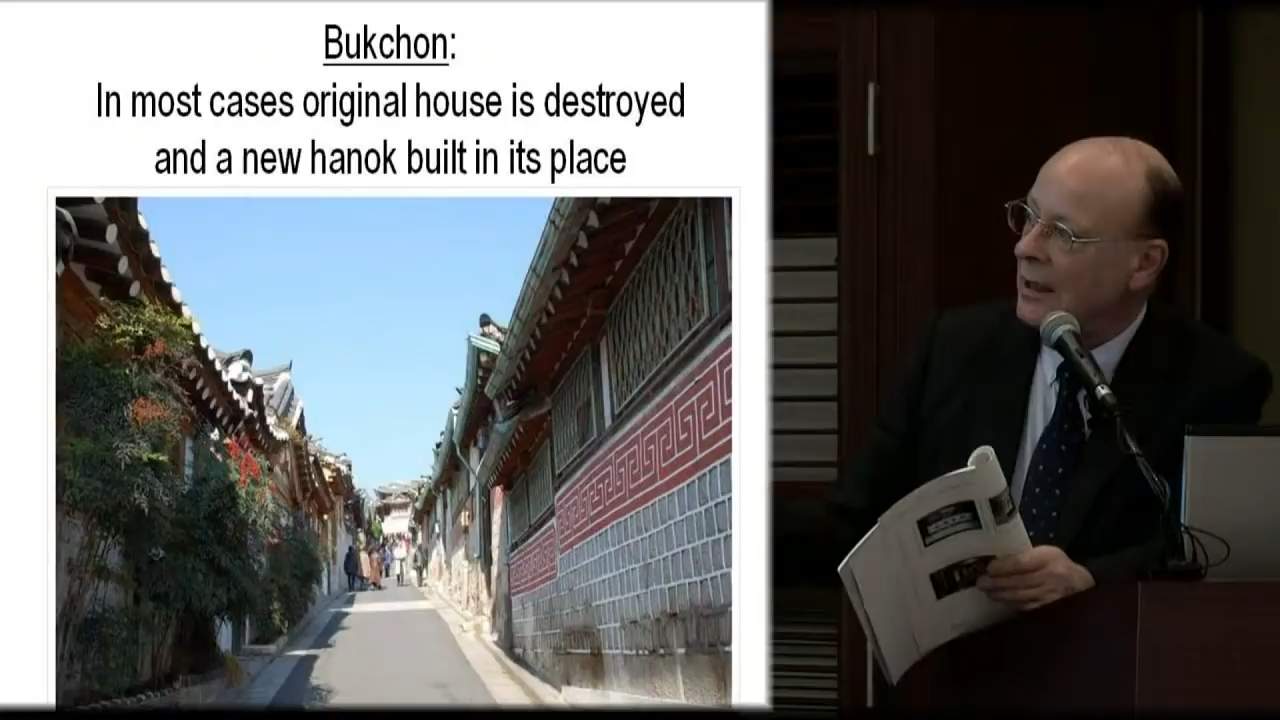 Bukchon:
In most cases original house is destroyed
and a new hanok built in its place